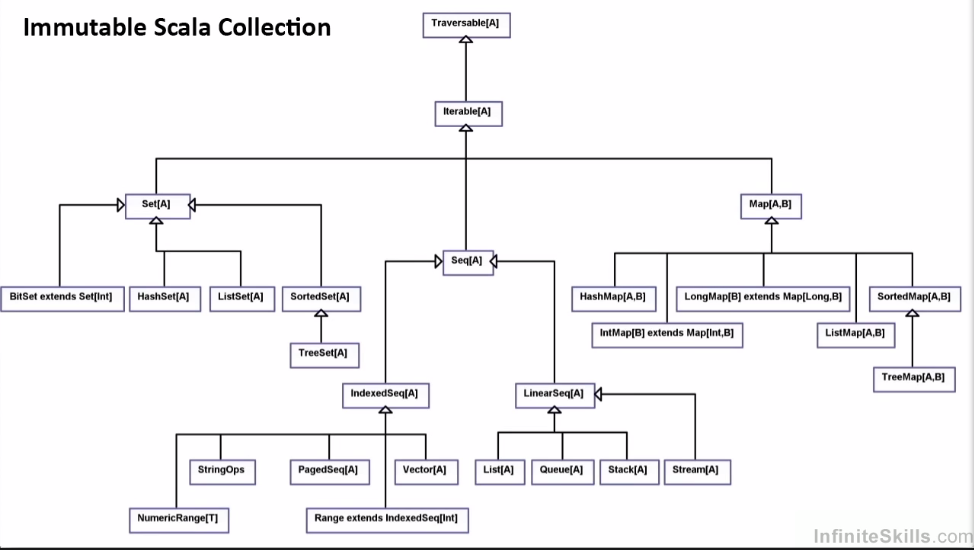 Immutable Scala Collection
Traversable[A]
Iterable[A]
Set[A]
Map[A,B]
Seq[A]
BitSet extends Set[Int]
HashSet[A]
ListSet[A]
SortedSet[A]
HashMap[A,B]
LongMap[B] extends Map[Long,B]
SortedMap[A,B]
IntMap[B] extends Map[Int,B]
ListMap[A,B]
TreeSet[A]
TreeMap[A,B]
IndexedSeq[A]
LinearSeq[A]
StringOps
PagedSeq[A]
Vector[A]
List[A]
Queue[A]
Stack[A]
Stream[A]
NumericRange[T]
Range extends IndexedSeq[Int]
InfiniteSkills.com